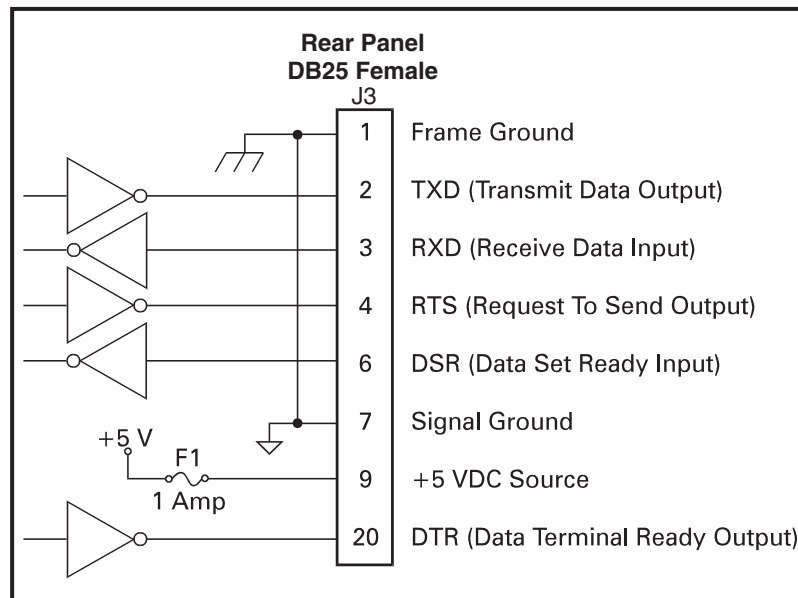 Rear Panel
DB25 Female
J3
1 Frame Ground
2 TXD (Transmit Data Output)
3 RXD (Receive Data Input)
4 RTS (Request To Send Output)
6 DSR (Data Set Ready Input)
7 Signal Ground
+5 V
F1
1 Amp
9 +5 VDC Source
20 DTR (Data Terminal Ready Output)